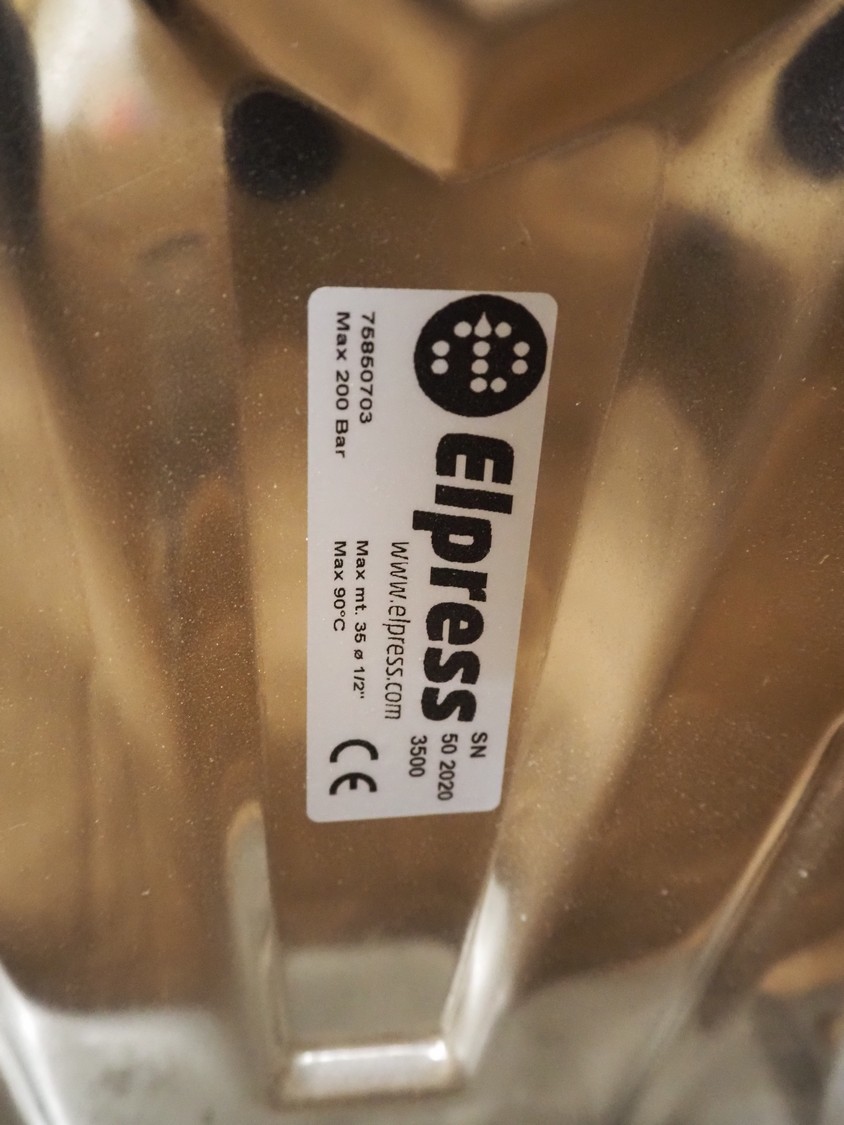 Elpress
SN
50 2020
3500
www.elpress.com
75850703
Max mt. 35 ø 1/2"
Max 200 Bar
Max 90°C
CE